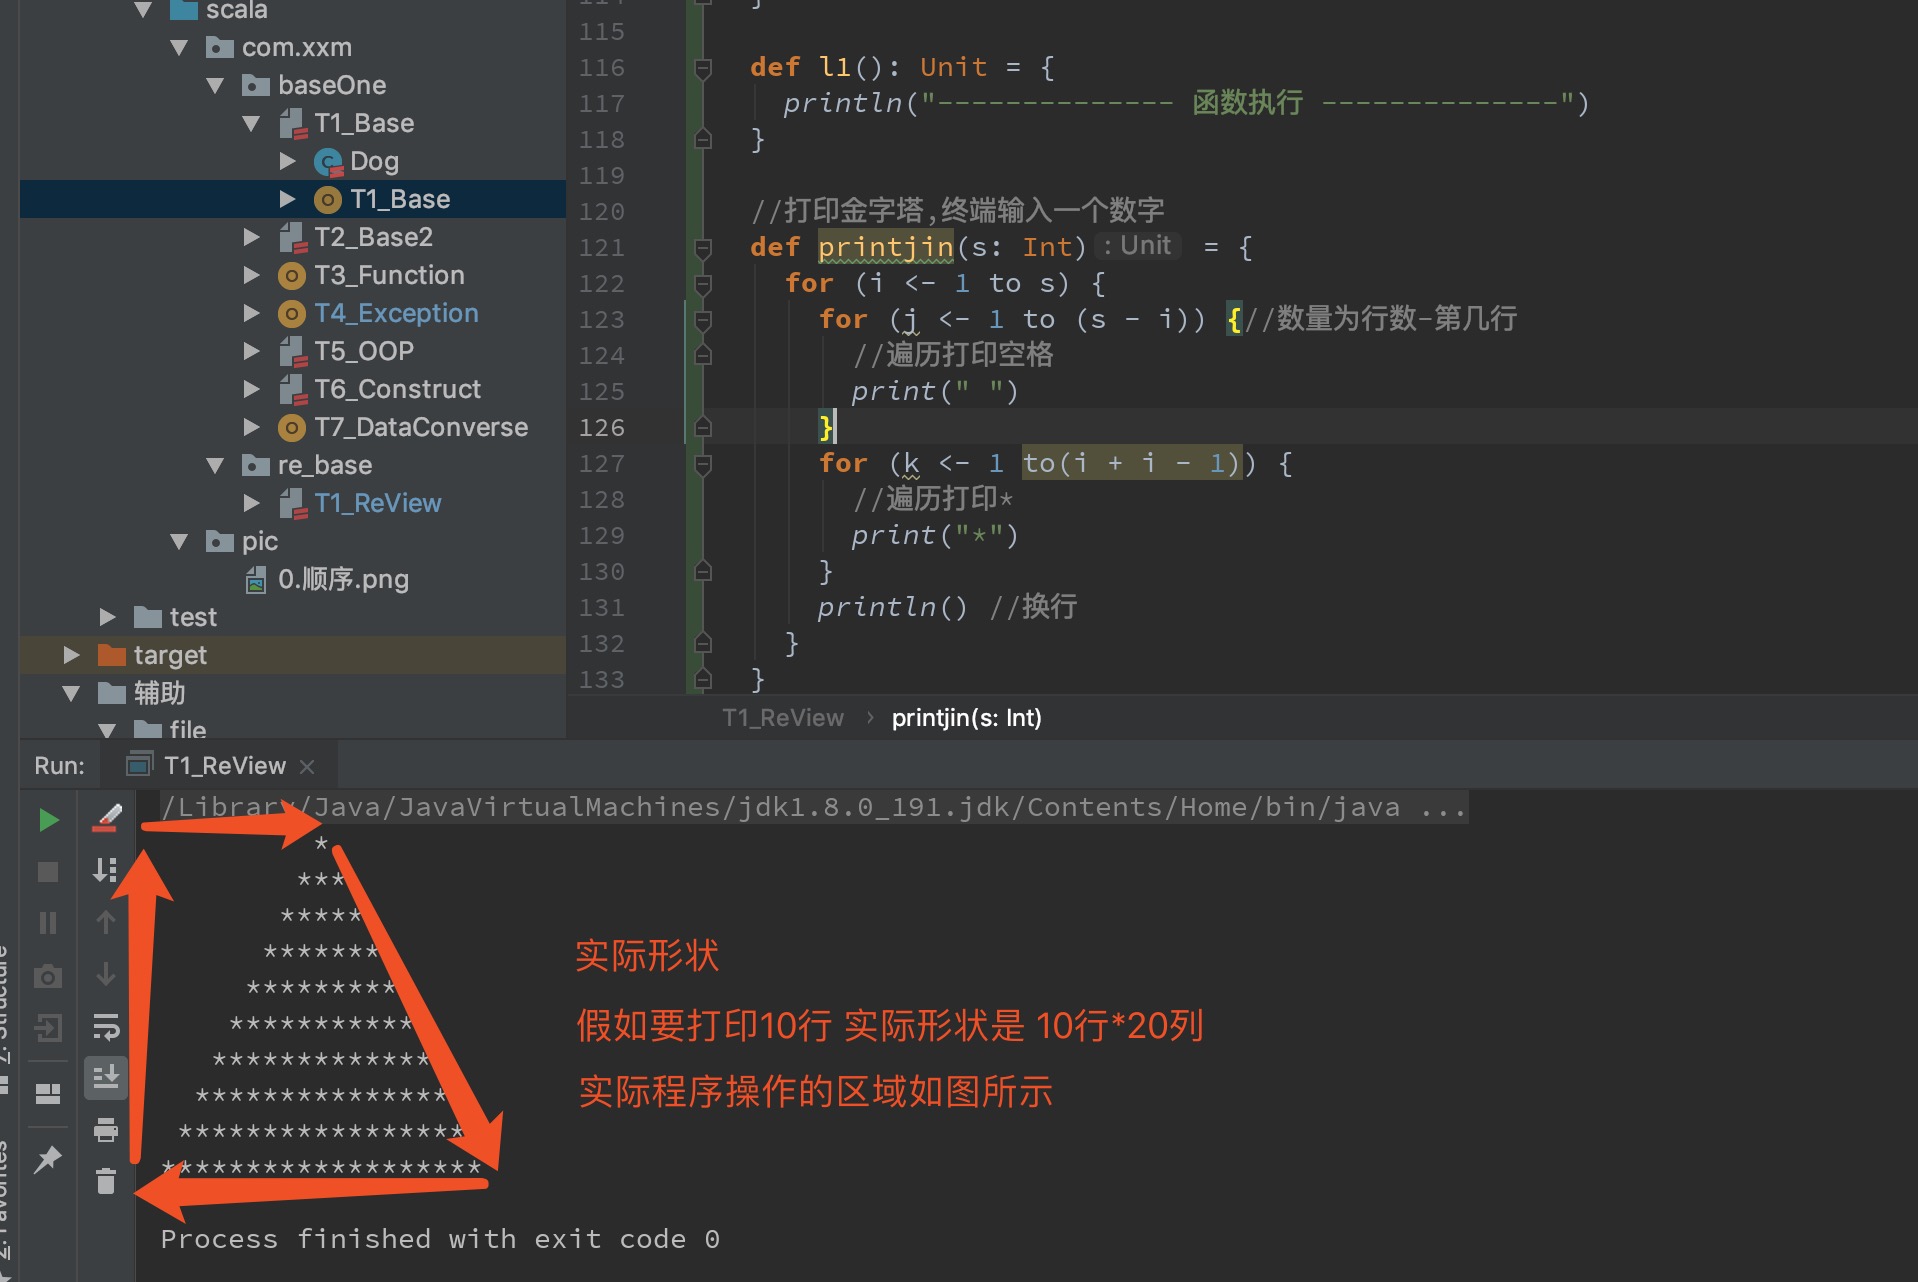 scala
com.xxm
baseOne
T1_Base
Dog
T1_Base
T2_Base2
T3_Function
T4_Exception
T5_OOP
T6_Construct
T7_DataConverse
re_base
T1_ReView
pic
0.顺序.png
test
target
辅助
file
114 }
115
116 def l1(): Unit = {
117 println("-------------- 函数执行 --------------")
118 }
119
120 //打印金字塔,终端输入一个数字
121 def printjin(s: Int) : Unit = {
122 for (i <- 1 to s) {
123 for (j <- 1 to (s - i)) {//数量为行数-第几行
124 //遍历打印空格
125 print(" ")
126 }
127 for (k <- 1 to(i + i - 1)) {
128 //遍历打印*
129 print("*")
130 }
131 println() //换行
132 }
133 }
T1_ReView › printjin(s: Int)
Run: T1_ReView
/Library/Java/JavaVirtualMachines/jdk1.8.0_191.jdk/Contents/Home/bin/java ...
*
***
*****
*******
*********
***********
*************
***************
*****************
*******************
实际形状
假如要打印10行 实际形状是 10行*20列
实际程序操作的区域如图所示
Process finished with exit code 0
7: Structure
2: Favorites